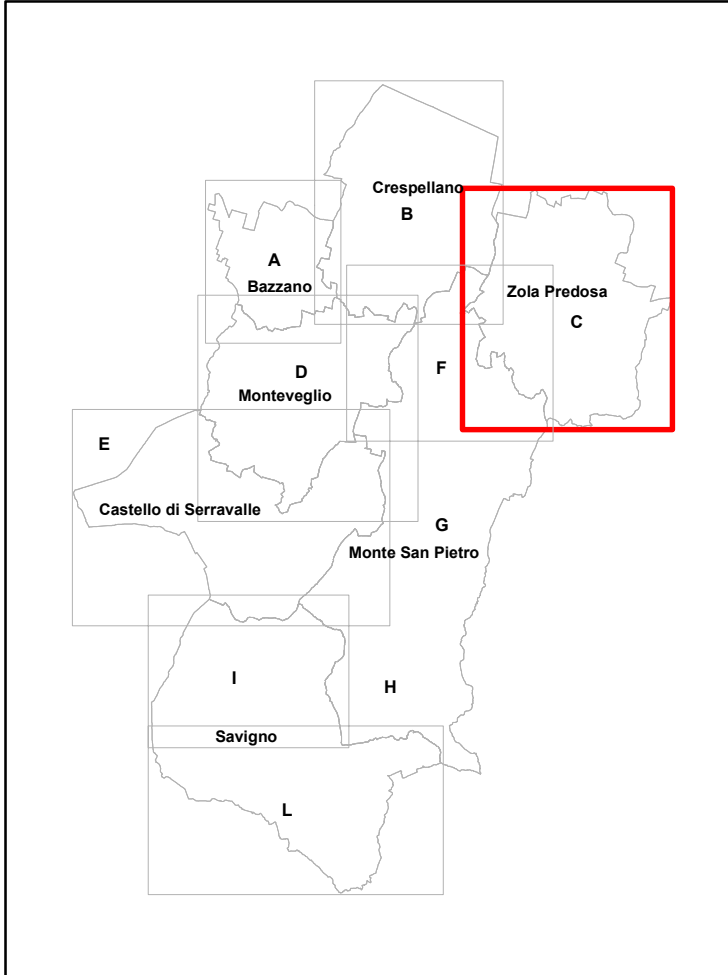 Crespellano
B
A
Bazzano
Zola Predosa
C
D
Monteveglio
F
E
Castello di Serravalle
G
Monte San Pietro
I
H
Savigno
L